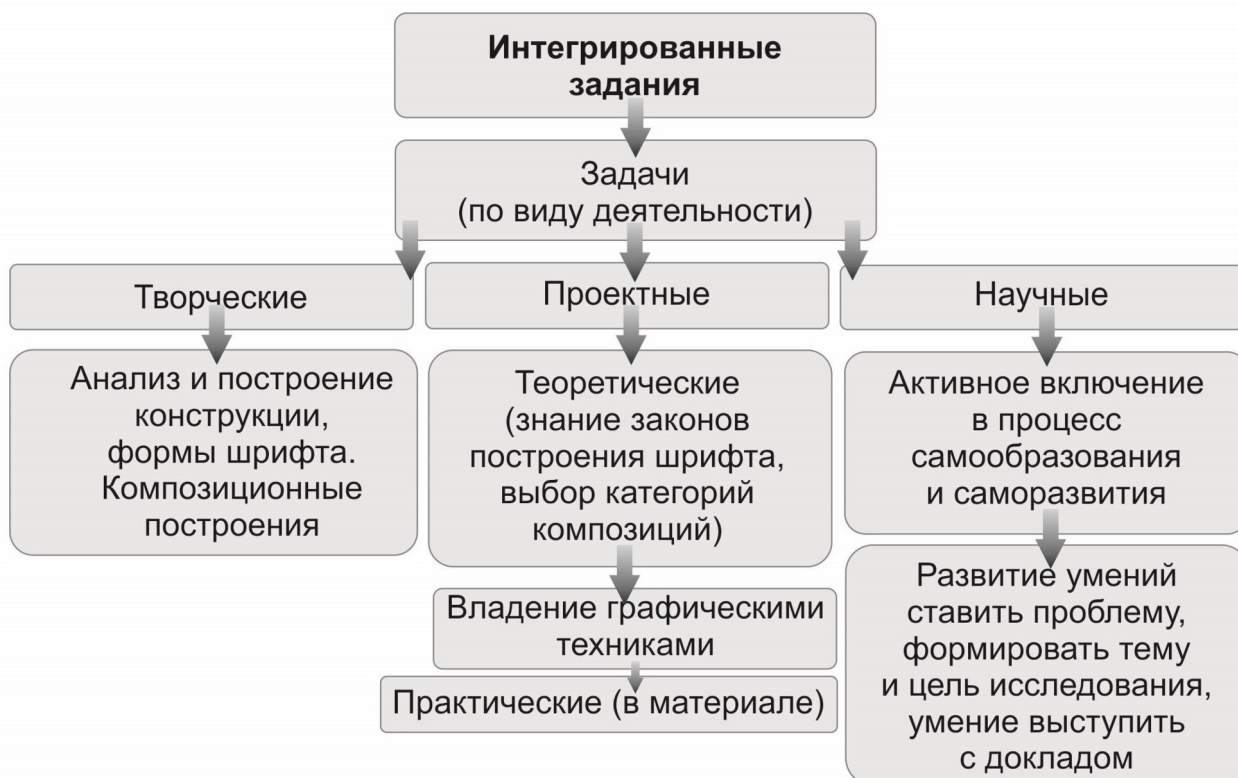 Интегрированные
задания
Задачи
(по виду деятельности)
Творческие
Проектные
Научные
Анализ и построение
конструкции,
формы шрифта.
Композиционные
построения
Теоретические
(знание законов
построения шрифта,
выбор категорий
композиций)
Активное включение
в процесс
самообразования
и саморазвития
Владение графическими
техниками
Практические (в материале)
Развитие умений
ставить проблему,
формировать тему
и цель исследования,
умение выступить
с докладом